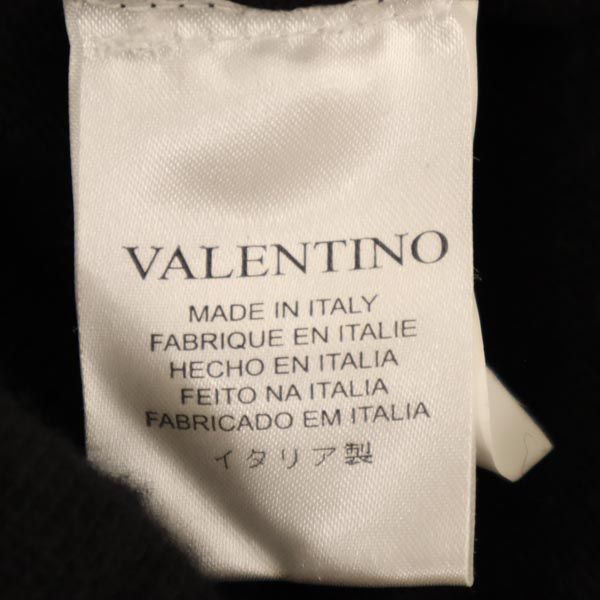 VALENTINO
MADE IN ITALY
FABRIQUE EN ITALIE
HECHO EN ITALIA
FEITO NA ITALIA
FABRICADO EM ITALIA
イタリア製